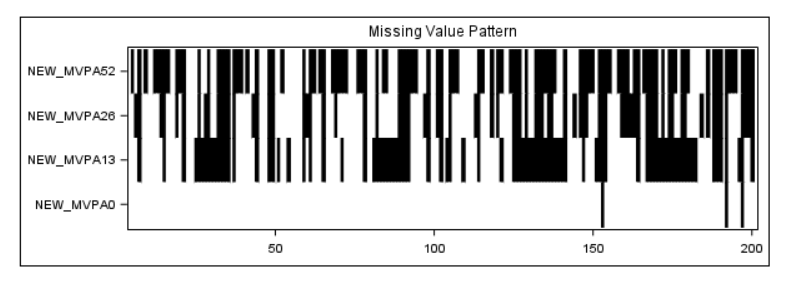 Missing Value Pattern
NEW_MVPA52
NEW_MVPA26
NEW_MVPA13
NEW_MVPA0
50 100 150 200